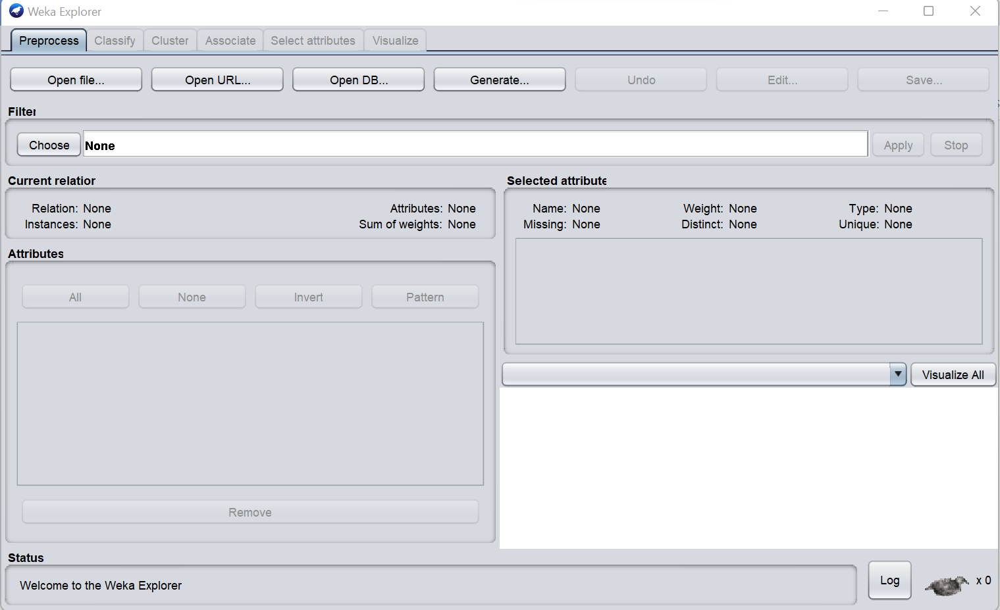 Weka Explorer
Preprocess Classify Cluster Associate Select attributes Visualize
Open file... Open URL... Open DB... Generate... Undo Edit... Save...
Filter
Choose None Apply Stop
Current relation
Relation: None Attributes: None
Instances: None Sum of weights: None
Attributes
All None Invert Pattern
Remove
Selected attribute
Name: None Weight: None Type: None
Missing: None Distinct: None Unique: None
Visualize All
Status
Welcome to the Weka Explorer
Log x 0